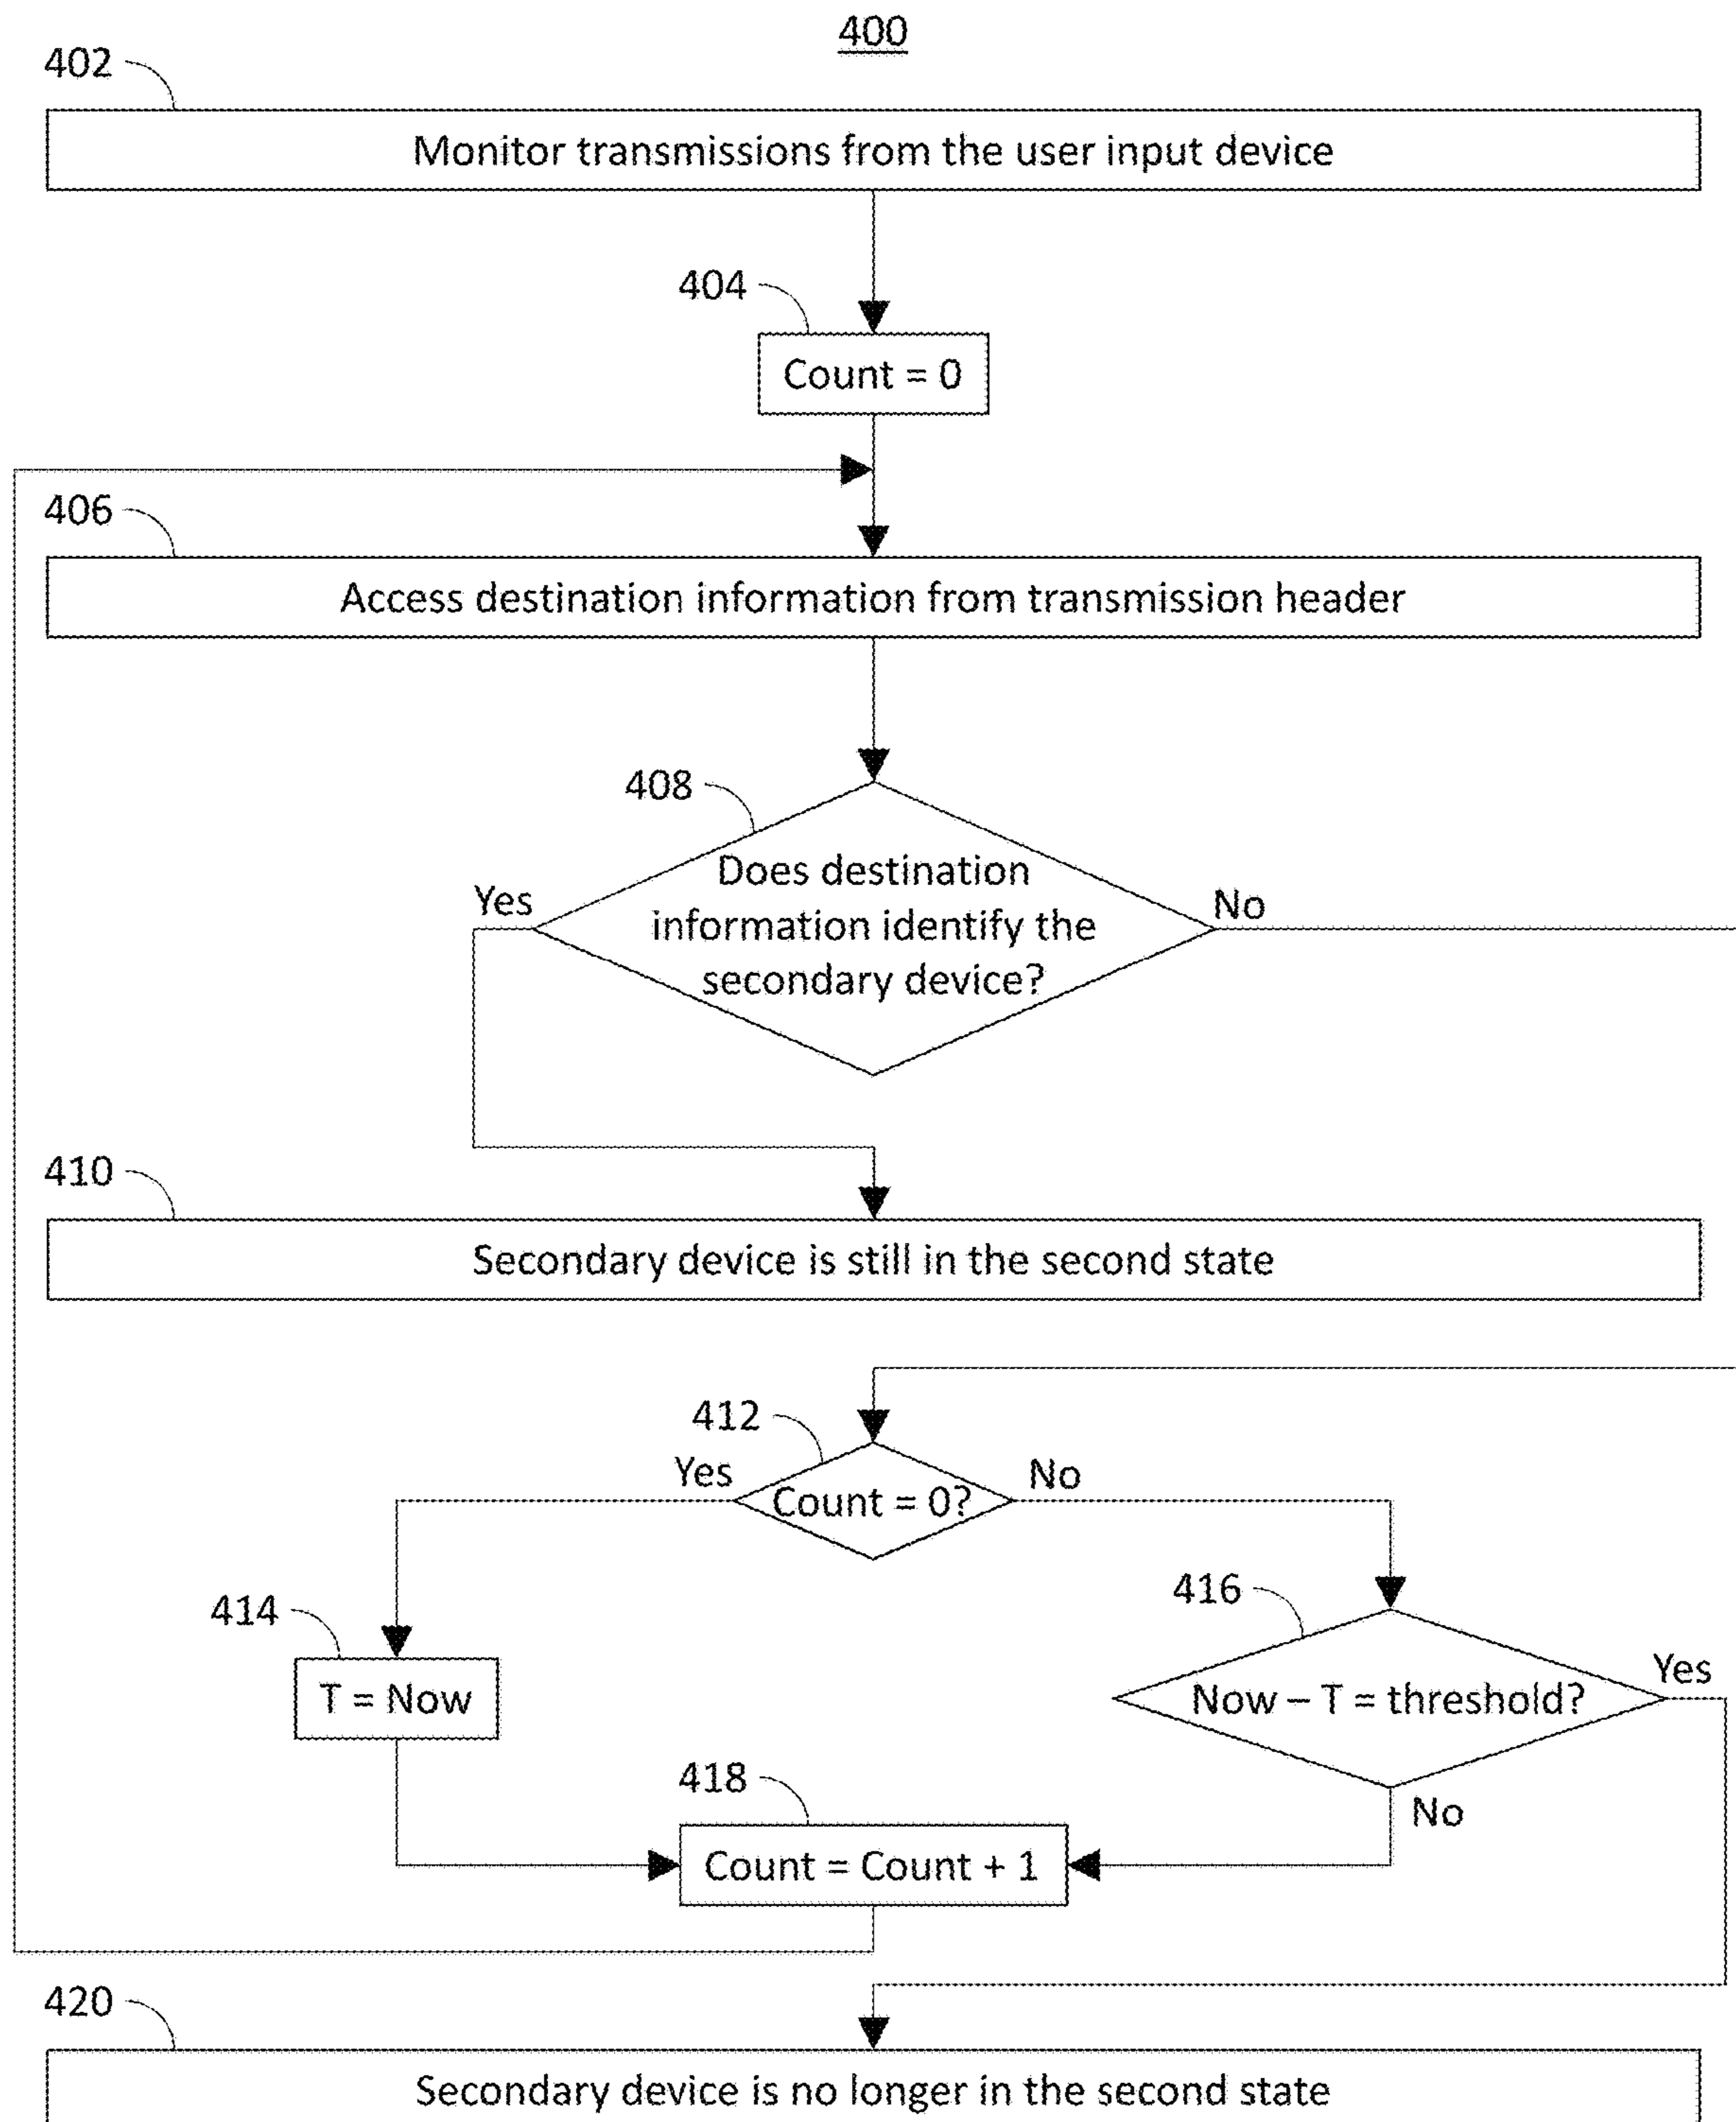 400
402
Monitor transmissions from the user input device
404
Count = 0
406
Access destination information from transmission header
408
Does destination
information identify the
secondary device?
Yes
No
410
Secondary device is still in the second state
412
Yes
Count = 0?
No
414
T = Now
416
Now – T = threshold?
Yes
No
418
Count = Count + 1
420
Secondary device is no longer in the second state